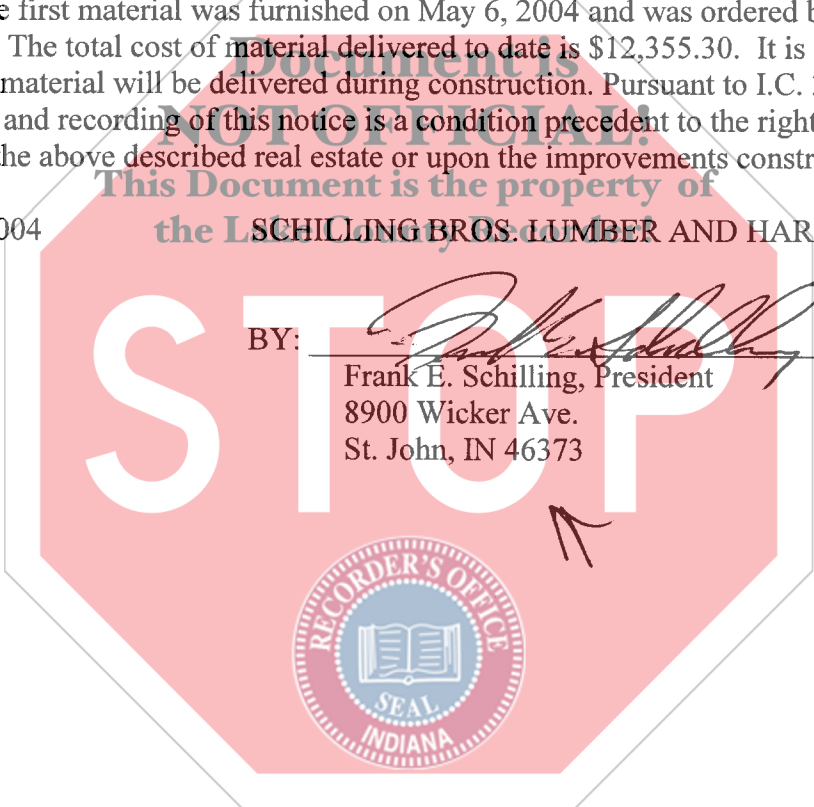 e first material was furnished on May 6, 2004 and was ordered b
The total cost of material delivered to date is $12,355.30. It is
Document is
material will be delivered during construction. Pursuant to I.C.
NOT OFFICIAL!
and recording of this notice is a condition precedent to the right
the above described real estate or upon the improvements constr
This Document is the property of
the Lake County Recorder!
004 SCHILLING BROS. LUMBER AND HAR
STOP
BY:
Frank E. Schilling, President
8900 Wicker Ave.
St. John, IN 46373
RECORDER'S OFFICE
SEAL
INDIANA